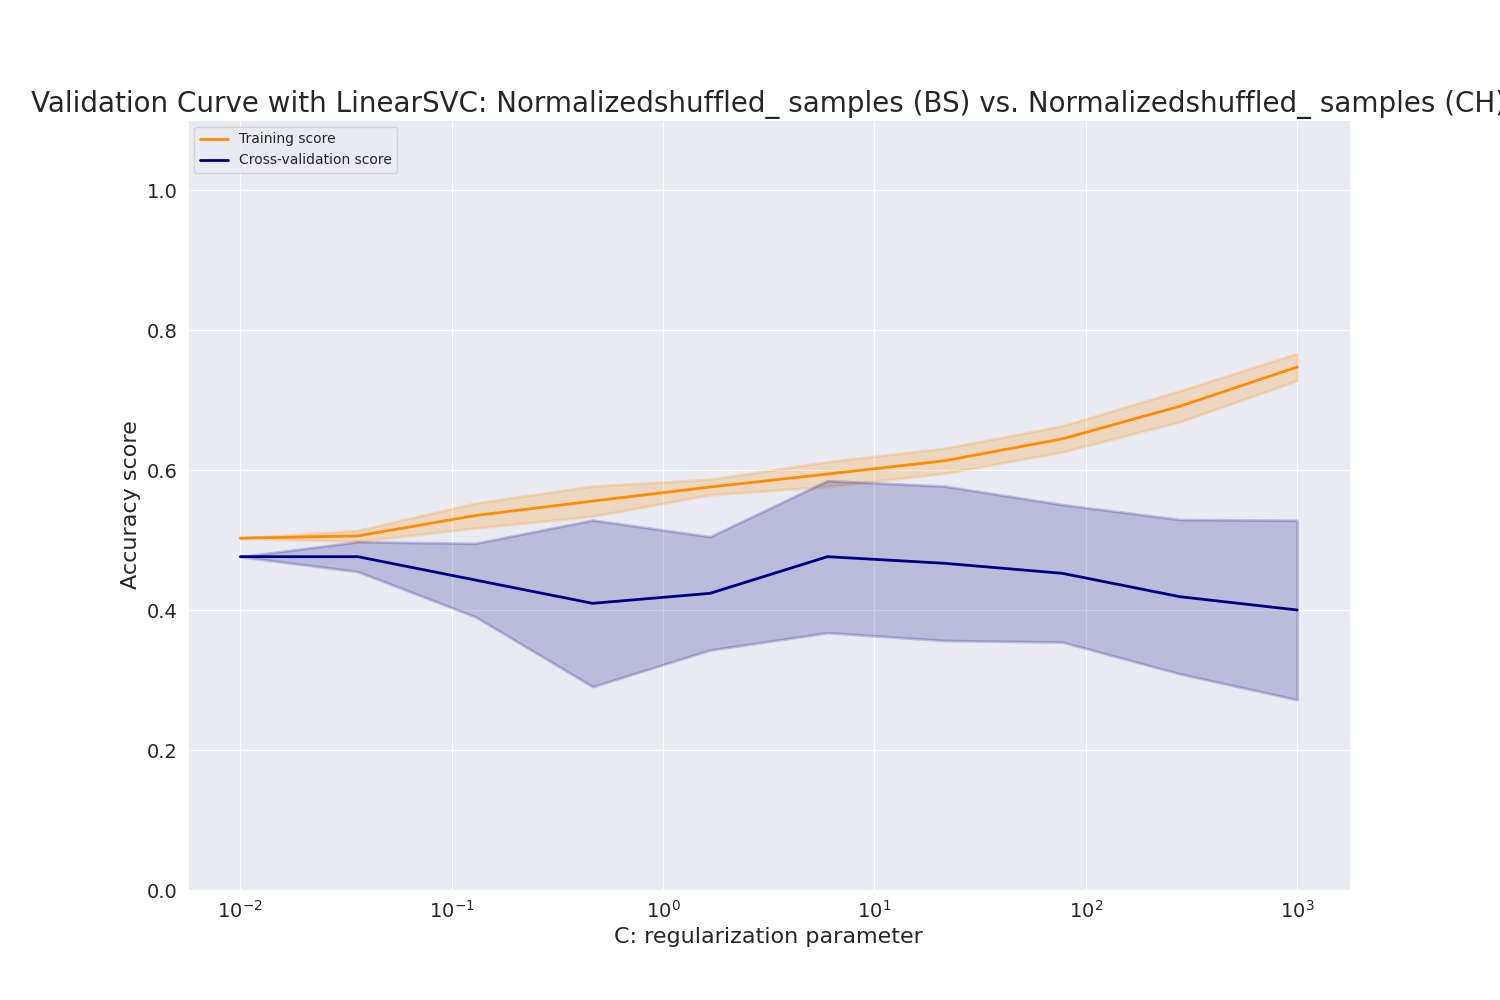 Validation Curve with LinearSVC: Normalizedshuffled_ samples (BS) vs. Normalizedshuffled_ samples (CH)
Training score
Cross-validation score
1.0
0.8
0.6
0.4
0.2
0.0
Accuracy score
10⁻² 10⁻¹ 10⁰ 10¹ 10² 10³
C: regularization parameter